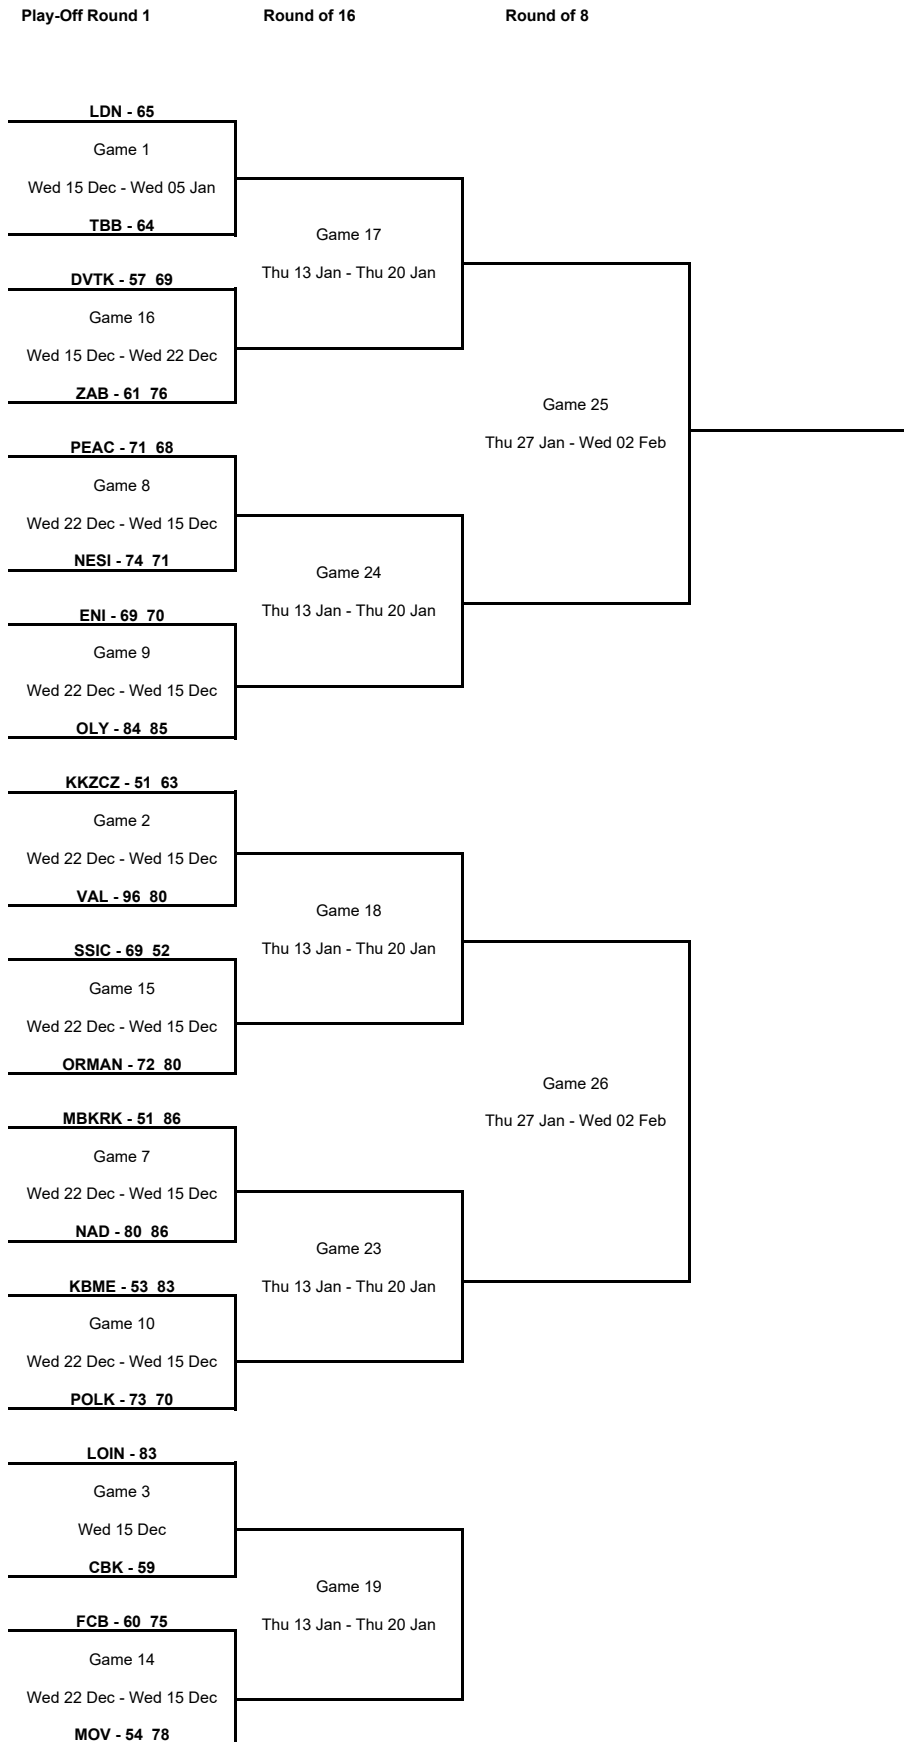 Play-Off Round 1
Round of 16
Round of 8
LDN - 65
Game 1
Wed 15 Dec - Wed 05 Jan
TBB - 64
Game 17
Thu 13 Jan - Thu 20 Jan
DVTK - 57 69
Game 16
Wed 15 Dec - Wed 22 Dec
ZAB - 61 76
Game 25
Thu 27 Jan - Wed 02 Feb
PEAC - 71 68
Game 8
Wed 22 Dec - Wed 15 Dec
NESI - 74 71
Game 24
Thu 13 Jan - Thu 20 Jan
ENI - 69 70
Game 9
Wed 22 Dec - Wed 15 Dec
OLY - 84 85
KKZCZ - 51 63
Game 2
Wed 22 Dec - Wed 15 Dec
VAL - 96 80
Game 18
Thu 13 Jan - Thu 20 Jan
SSIC - 69 52
Game 15
Wed 22 Dec - Wed 15 Dec
ORMAN - 72 80
Game 26
Thu 27 Jan - Wed 02 Feb
MBKRK - 51 86
Game 7
Wed 22 Dec - Wed 15 Dec
NAD - 80 86
Game 23
Thu 13 Jan - Thu 20 Jan
KBME - 53 83
Game 10
Wed 22 Dec - Wed 15 Dec
POLK - 73 70
LOIN - 83
Game 3
Wed 15 Dec
CBK - 59
Game 19
Thu 13 Jan - Thu 20 Jan
FCB - 60 75
Game 14
Wed 22 Dec - Wed 15 Dec
MOV - 54 78